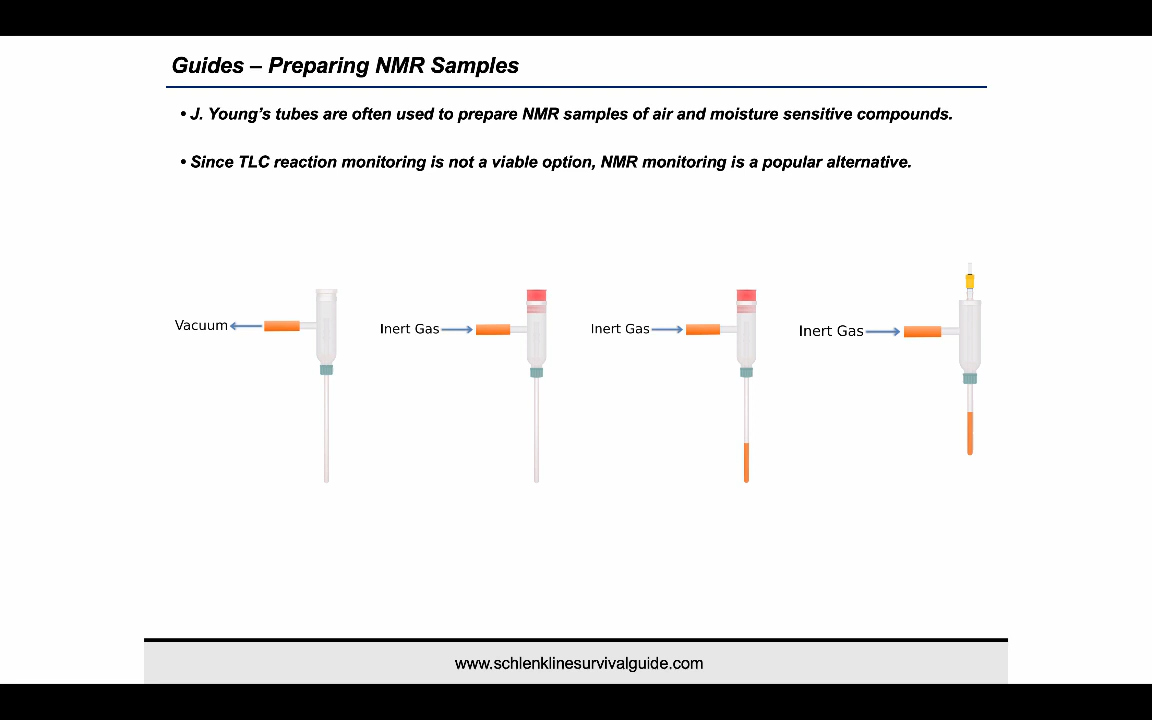 Guides – Preparing NMR Samples
• J. Young's tubes are often used to prepare NMR samples of air and moisture sensitive compounds.
• Since TLC reaction monitoring is not a viable option, NMR monitoring is a popular alternative.
Vacuum
Inert Gas
Inert Gas
Inert Gas
www.schlenklinesurvivalguide.com